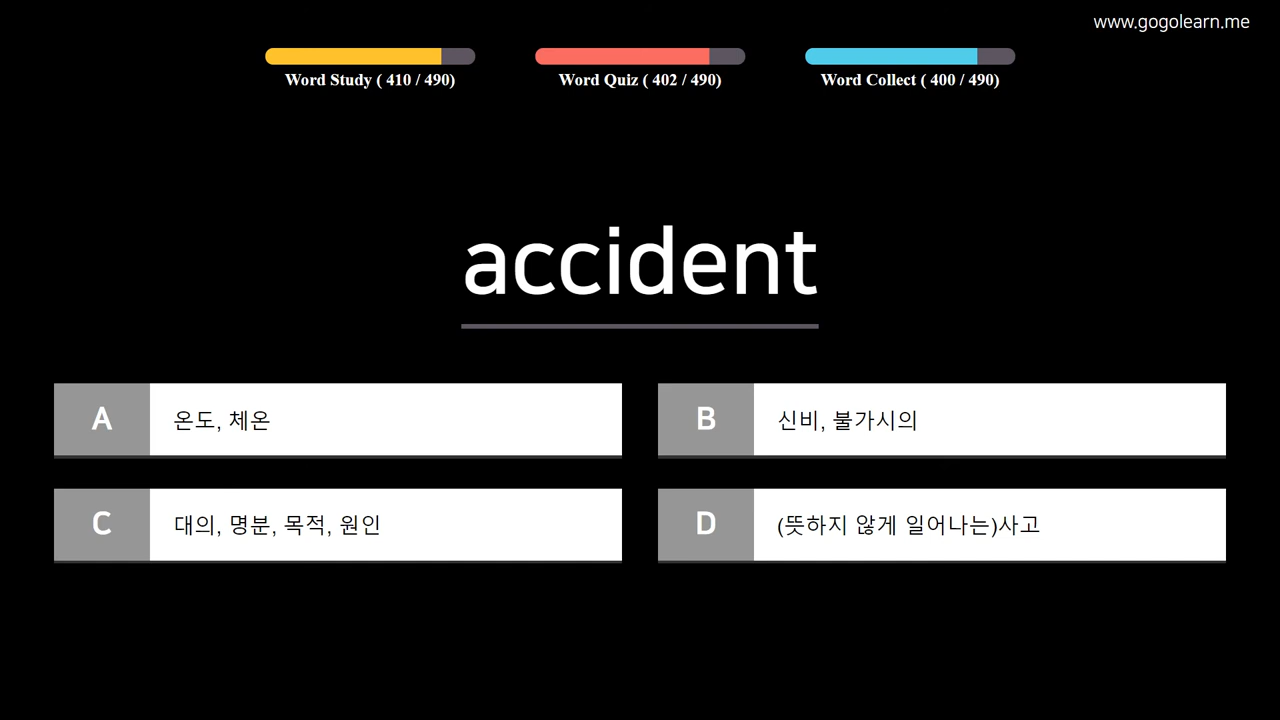 www.gogolearn.me
Word Study ( 410 / 490)
Word Quiz ( 402 / 490)
Word Collect ( 400 / 490)
accident
A
온도, 체온
B
신비, 불가시의
C
대의, 명분, 목적, 원인
D
(뜻하지 않게 일어나는)사고